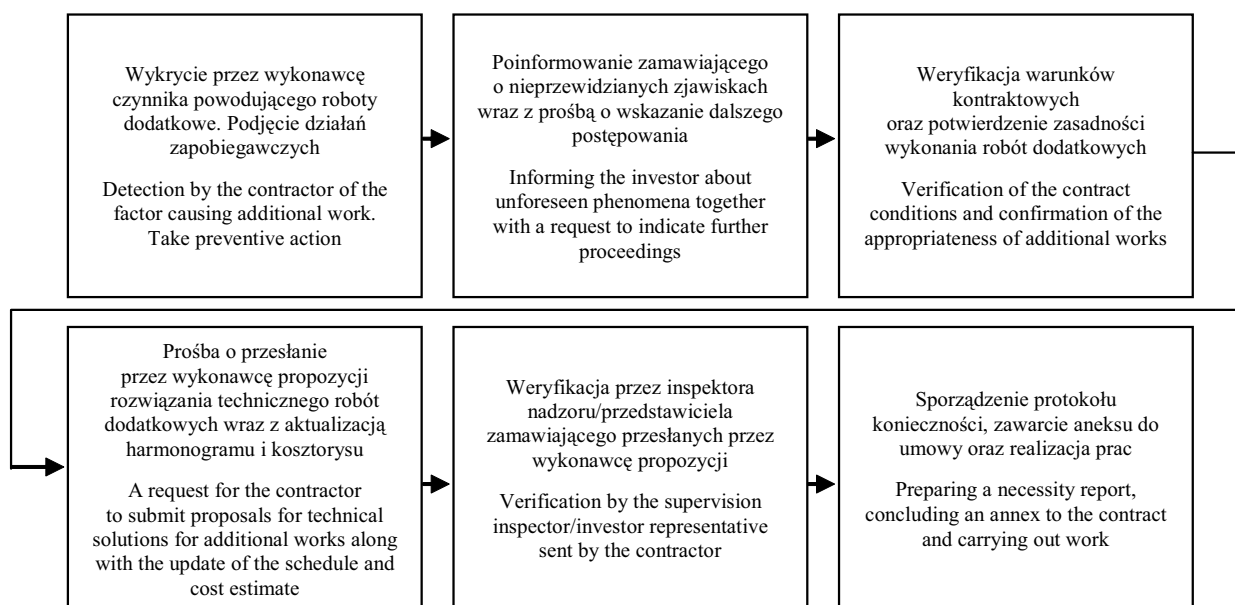 Wykrycie przez wykonawcę
czynnika powodującego roboty
dodatkowe. Podjęcie działań
zapobiegawczych
Detection by the contractor of the
factor causing additional work.
Take preventive action
Poinformowanie zamawiającego
o nieprzewidzianych zjawiskach
wraz z prośbą o wskazanie dalszego
postępowania
Informing the investor about
unforeseen phenomena together
with a request to indicate further
proceedings
Weryfikacja warunków
kontraktowych
oraz potwierdzenie zasadności
wykonania robót dodatkowych
Verification of the contract
conditions and confirmation of the
appropriateness of additional works
Prośba o przesłanie
przez wykonawcę propozycji
rozwiązania technicznego robót
dodatkowych wraz z aktualizacją
harmonogramu i kosztorysu
A request for the contractor
to submit proposals for technical
solutions for additional works along
with the update of the schedule and
cost estimate
Weryfikacja przez inspektora
nadzoru/przedstawiciela
zamawiającego przesłanych przez
wykonawcę propozycji
Verification by the supervision
inspector/investor representative
sent by the contractor
Sporządzenie protokołu
konieczności, zawarcie aneksu do
umowy oraz realizacja prac
Preparing a necessity report,
concluding an annex to the contract
and carrying out work